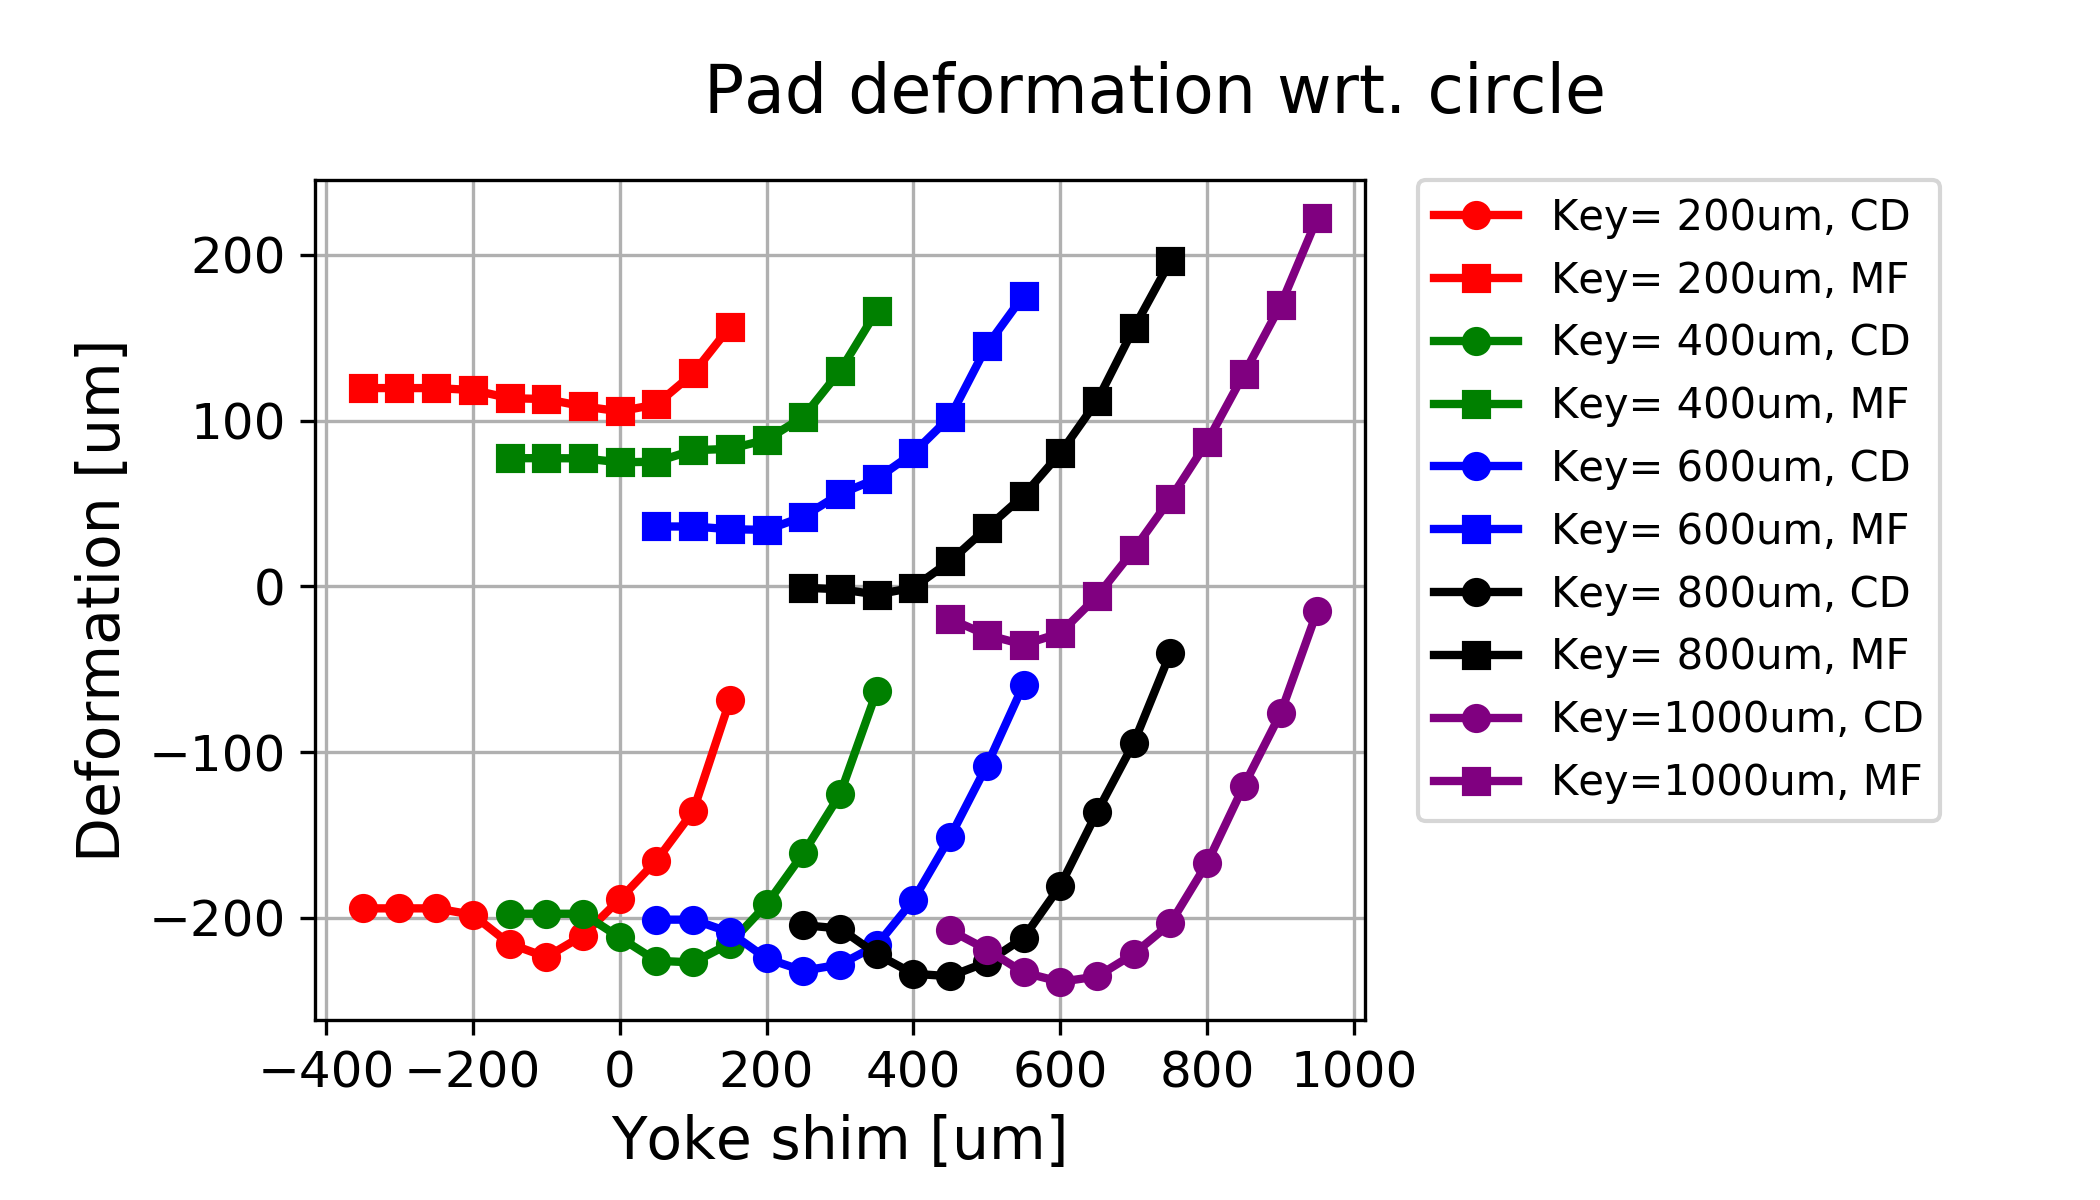 Pad deformation wrt. circle
Deformation [um]
200
100
0
−100
−200
−400
−200
0
200
400
600
800
1000
Yoke shim [um]
Key= 200um, CD
Key= 200um, MF
Key= 400um, CD
Key= 400um, MF
Key= 600um, CD
Key= 600um, MF
Key= 800um, CD
Key= 800um, MF
Key=1000um, CD
Key=1000um, MF